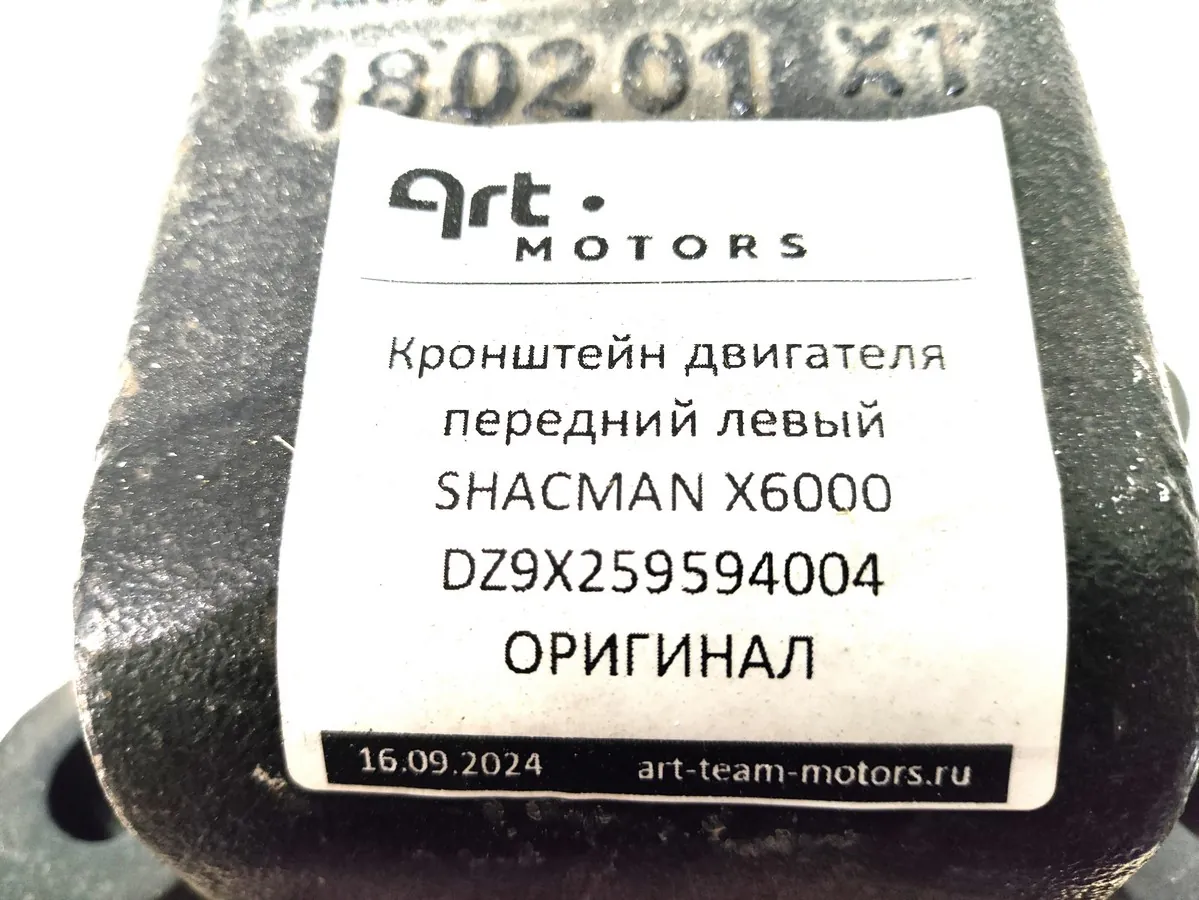 180201 XT
art.
MOTORS
Кронштейн двигателя
передний левый
SHACMAN X6000
DZ9X259594004
ОРИГИНАЛ
16.09.2024 art-team-motors.ru